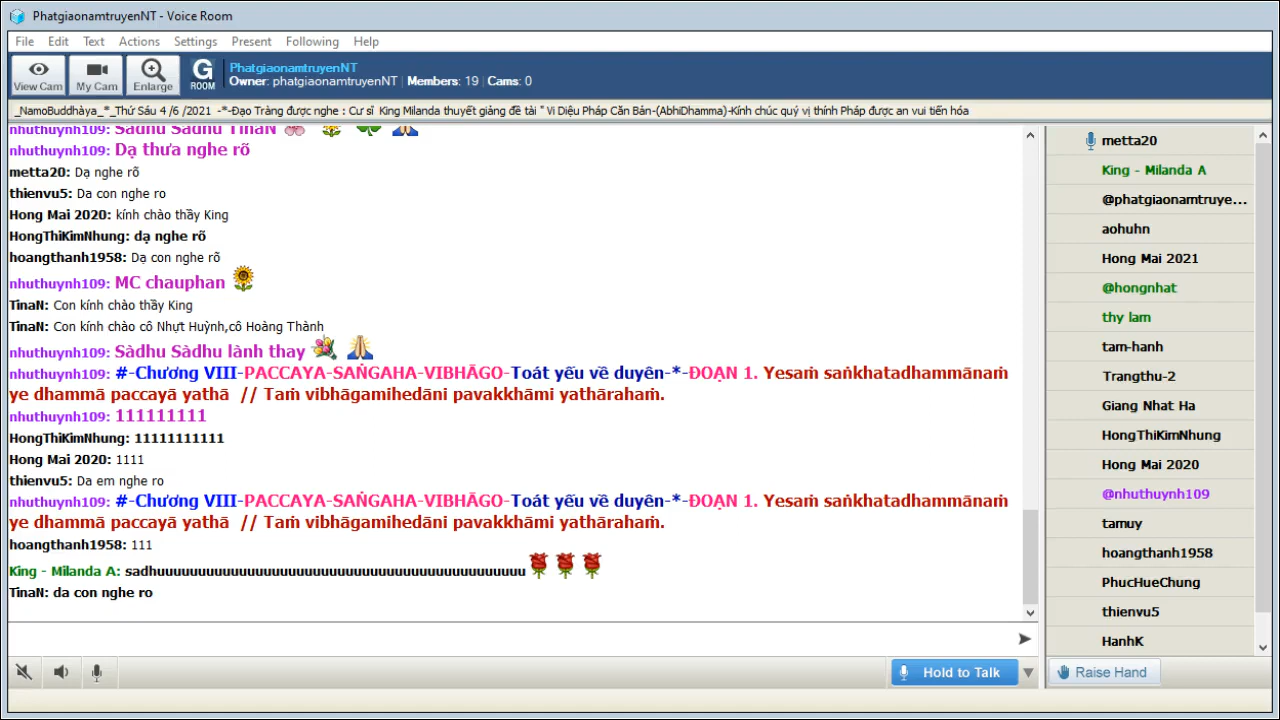 PhatgiaonamtruyenNT - Voice Room
File Edit Text Actions Settings Present Following Help
View Cam My Cam Enlarge G ROOM
PhatgiaonamtruyenNT
Owner: phatgiaonamtruyenNT | Members: 19 | Cams: 0
_NamoBuddhàya_*_Thứ Sáu 4 /6 /2021 -*-Đạo Tràng được nghe : Cư sĩ King Milanda thuyết giảng đề tài " Vi Diệu Pháp Căn Bản-(AbhiDhamma)-Kính chúc quý vị thính Pháp được an vui tiến hóa
nhuthuynh109: Sadhu Sadhu TinaN
nhuthuynh109: Dạ thưa nghe rõ
metta20: Dạ nghe rõ
thienvu5: Da con nghe ro
Hong Mai 2020: kính chào thầy King
HongThiKimNhung: dạ nghe rõ
hoangthanh1958: Dạ con nghe rõ
nhuthuynh109: MC chauphan
TinaN: Con kính chào thầy King
TinaN: Con kính chào cô Nhựt Huỳnh,cô Hoàng Thành
nhuthuynh109: Sàdhu Sàdhu lành thay
nhuthuynh109: #-Chương VIII-PACCAYA-SAṄGAHA-VIBHĀGO-Toát yếu về duyên-*-ĐOẠN 1. Yesaṁ saṅkhatadhammānaṁ
ye dhammā paccayā yathā // Taṁ vibhāgamihedāni pavakkhāmi yathārahaṁ.
nhuthuynh109: 111111111
HongThiKimNhung: 11111111111
Hong Mai 2020: 1111
thienvu5: Da em nghe ro
nhuthuynh109: #-Chương VIII-PACCAYA-SAṄGAHA-VIBHĀGO-Toát yếu về duyên-*-ĐOẠN 1. Yesaṁ saṅkhatadhammānaṁ
ye dhammā paccayā yathā // Taṁ vibhāgamihedāni pavakkhāmi yathārahaṁ.
hoangthanh1958: 111
King - Milanda A: sadhuuuuuuuuuuuuuuuuuuuuuuuuuuuuuuuuuuuuuuuuuuuuu
TinaN: da con nghe ro
metta20
King - Milanda A
@phatgiaonamtruye...
aohuhn
Hong Mai 2021
@hongnhat
thy lam
tam-hanh
Trangthu-2
Giang Nhat Ha
HongThiKimNhung
Hong Mai 2020
@nhuthuynh109
tamuy
hoangthanh1958
PhucHueChung
thienvu5
HanhK
Hold to Talk
Raise Hand